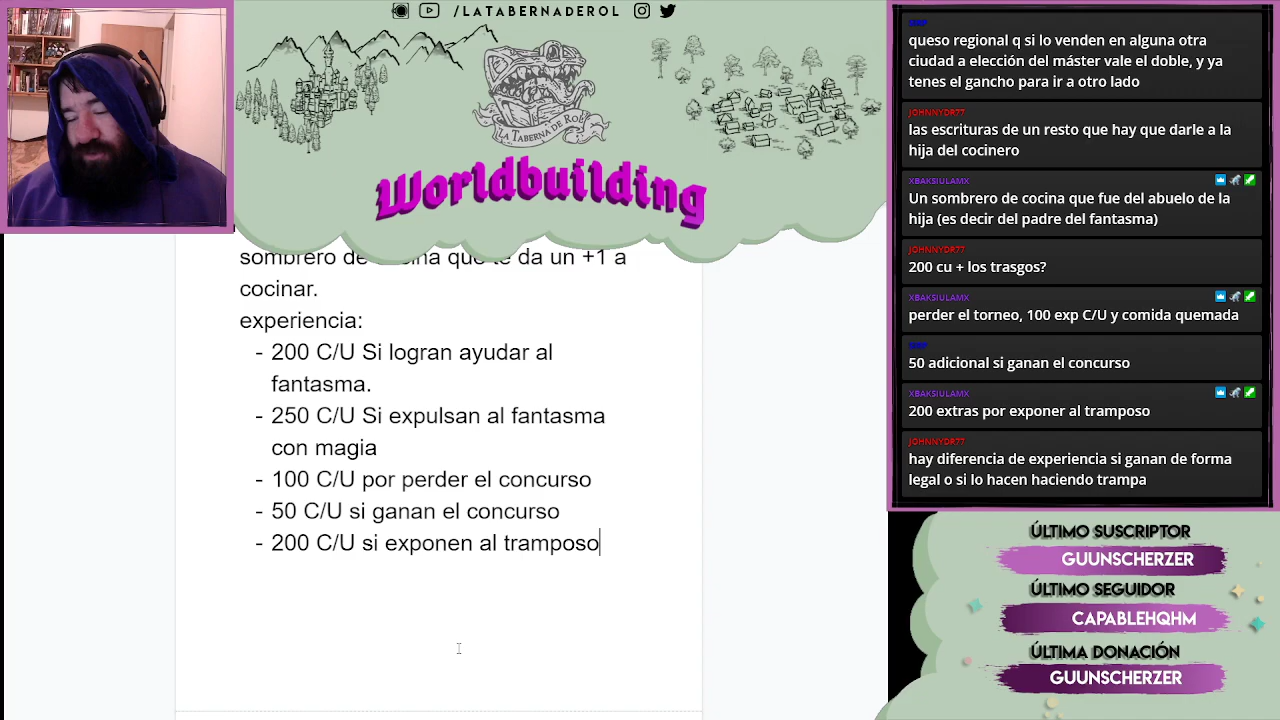 /LATABERNADEROL
LA TABERNA DE ROL
Worldbuilding
sombrero de cocina que te da un +1 a
cocinar.
experiencia:
- 200 C/U Si logran ayudar al
fantasma.
- 250 C/U Si expulsan al fantasma
con magia
- 100 C/U por perder el concurso
- 50 C/U si ganan el concurso
- 200 C/U si exponen al tramposo
queso regional q si lo venden en alguna otra
ciudad a elección del máster vale el doble, y ya
tenes el gancho para ir a otro lado
JOHNNYDR77
las escrituras de un resto que hay que darle a la
hija del cocinero
XBAKSIULAMX
Un sombrero de cocina que fue del abuelo de la
hija (es decir del padre del fantasma)
JOHNNYDR77
200 cu + los trasgos?
XBAKSIULAMX
perder el torneo, 100 exp C/U y comida quemada
50 adicional si ganan el concurso
XBAKSIULAMX
200 extras por exponer al tramposo
JOHNNYDR77
hay diferencia de experiencia si ganan de forma
legal o si lo hacen haciendo trampa
ÚLTIMO SUSCRIPTOR
GUUNSCHERZER
ÚLTIMO SEGUIDOR
CAPABLEHQHM
ÚLTIMA DONACIÓN
GUUNSCHERZER